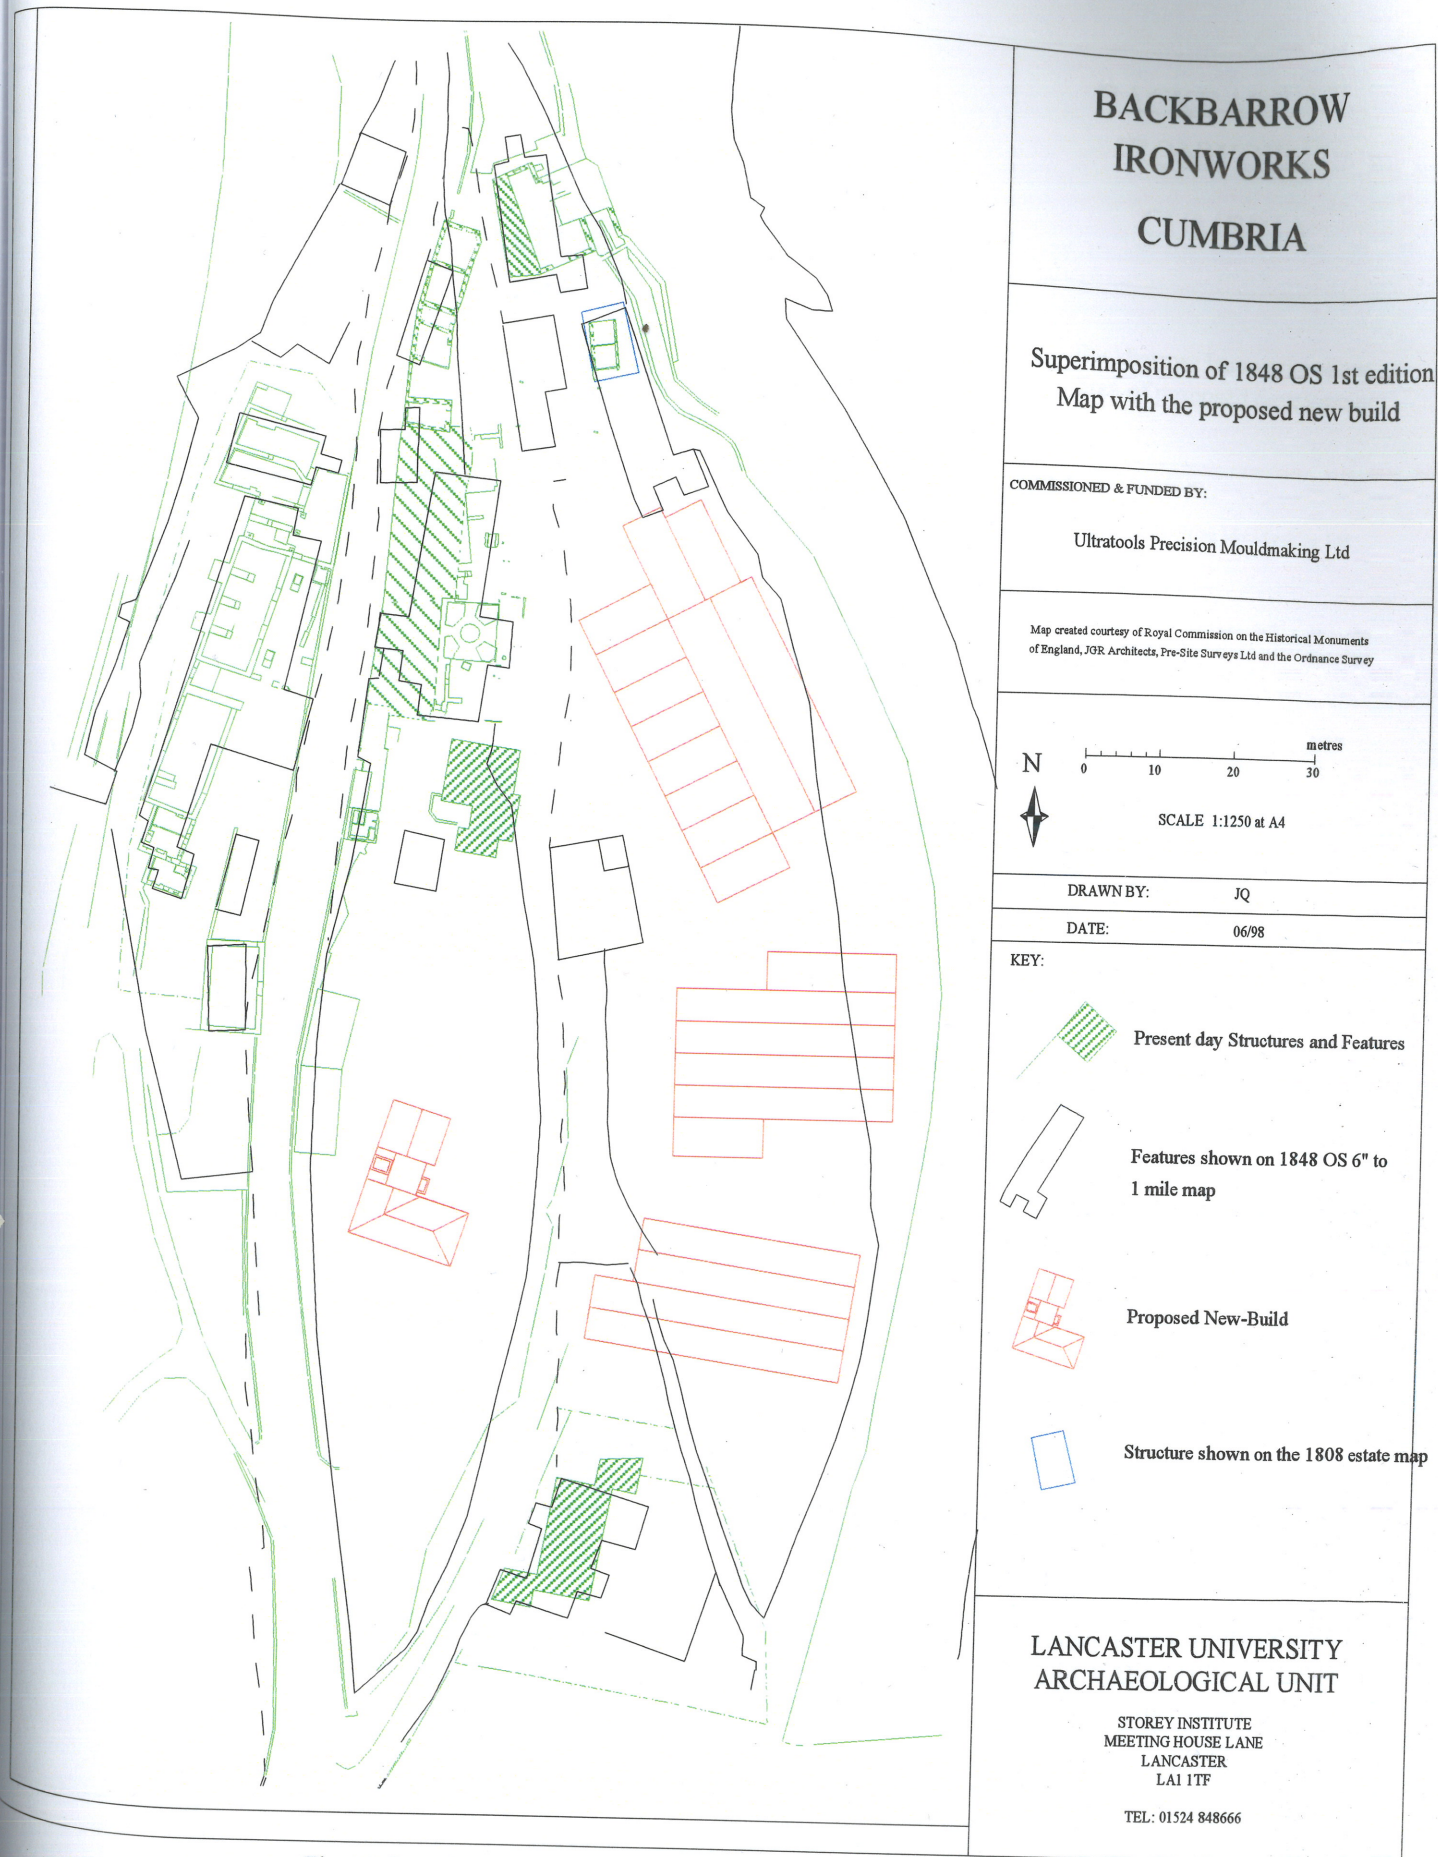 BACKBARROW
IRONWORKS
CUMBRIA
Superimposition of 1848 OS 1st edition
Map with the proposed new build
COMMISSIONED & FUNDED BY:
Ultratools Precision Mouldmaking Ltd
Map created courtesy of Royal Commission on the Historical Monuments
of England, JGR Architects, Pre-Site Surveys Ltd and the Ordnance Survey
N
metres
0 10 20 30
SCALE 1:1250 at A4
DRAWN BY: JQ
DATE: 06/98
KEY:
Present day Structures and Features
Features shown on 1848 OS 6" to
1 mile map
Proposed New-Build
Structure shown on the 1808 estate map
LANCASTER UNIVERSITY
ARCHAEOLOGICAL UNIT
STOREY INSTITUTE
MEETING HOUSE LANE
LANCASTER
LA1 1TF
TEL: 01524 848666